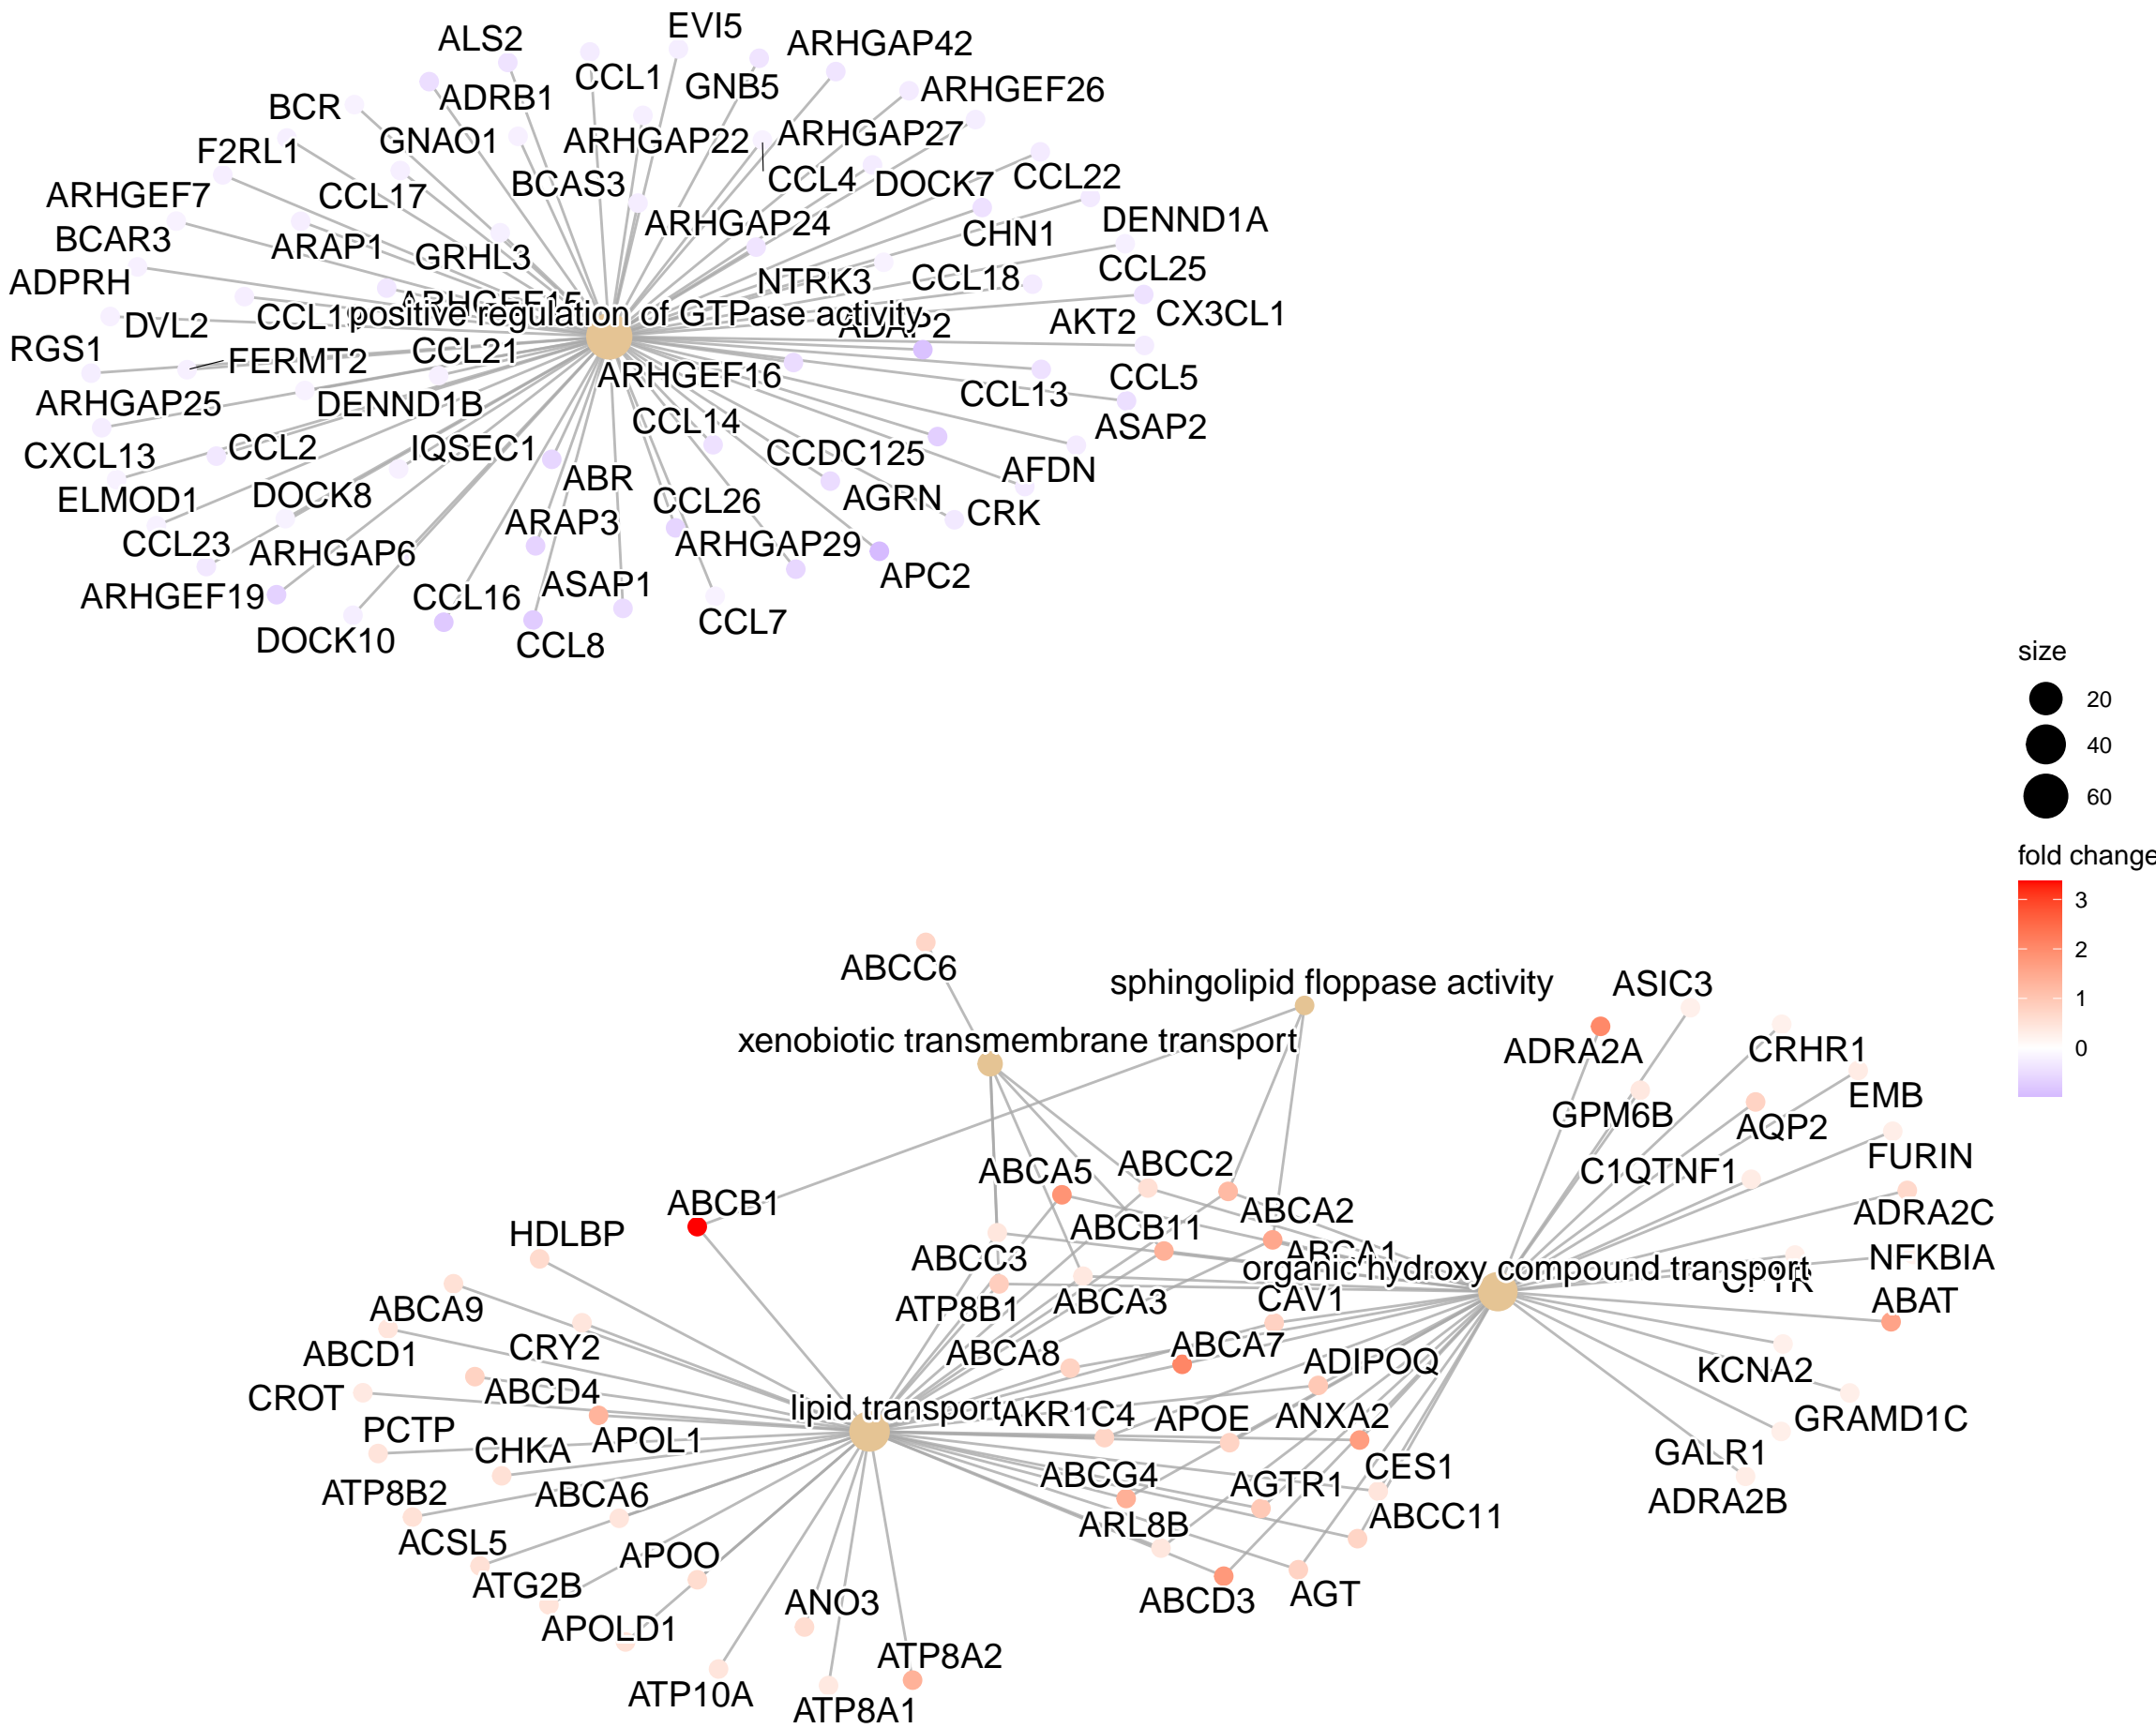 EVI5
ALS2
ARHGAP42
CCL1
GNB5
ARHGEF26
ADRB1
BCR
GNAO1
ARHGAP22
ARHGAP27
F2RL1
CCL4
DOCK7
CCL22
BCAS3
ARHGEF7
CCL17
ARHGAP24
DENND1A
BCAR3
ARAP1
CHN1
GRHL3
CCL25
ADPRH
NTRK3
CCL18
ARHGEF15
CX3CL1
positive regulation of GTPase activity
DVL2
ADAP2
AKT2
RGS1
FERMT2
CCL21
ARHGEF16
CCL5
CCL13
ARHGAP25
DENND1B
CCL14
ASAP2
CXCL13
CCL2
IQSEC1
CCDC125
AFDN
ABR
ELMOD1
DOCK8
CCL26
AGRN
CRK
ARAP3
CCL23
ARHGAP6
ARHGAP29
APC2
ARHGEF19
CCL16
ASAP1
CCL7
DOCK10
CCL8
size
20
40
60
fold change
3
2
1
0
ABCC6
sphingolipid floppase activity
ASIC3
xenobiotic transmembrane transport
ADRA2A
CRHR1
EMB
GPM6B
AQP2
FURIN
ABCA5
ABCC2
C1QTNF1
ABCB1
ABCA2
ADRA2C
HDLBP
ABCB11
ABCC3
ABCA1
NFKBIA
organic hydroxy compound transport
ABCA9
ATP8B1
ABCA3
CAV1
ABAT
ABCD1
CRY2
ABCA8
ABCA7
ADIPOQ
KCNA2
CROT
ABCD4
lipid transport
AKR1C4
APOE
ANXA2
GRAMD1C
PCTP
CHKA
APOL1
GALR1
ABCG4
AGTR1
CES1
ATP8B2
ABCA6
ADRA2B
ARL8B
ABCC11
ACSL5
APOO
ATG2B
ABCD3
AGT
ANO3
APOLD1
ATP8A2
ATP10A
ATP8A1